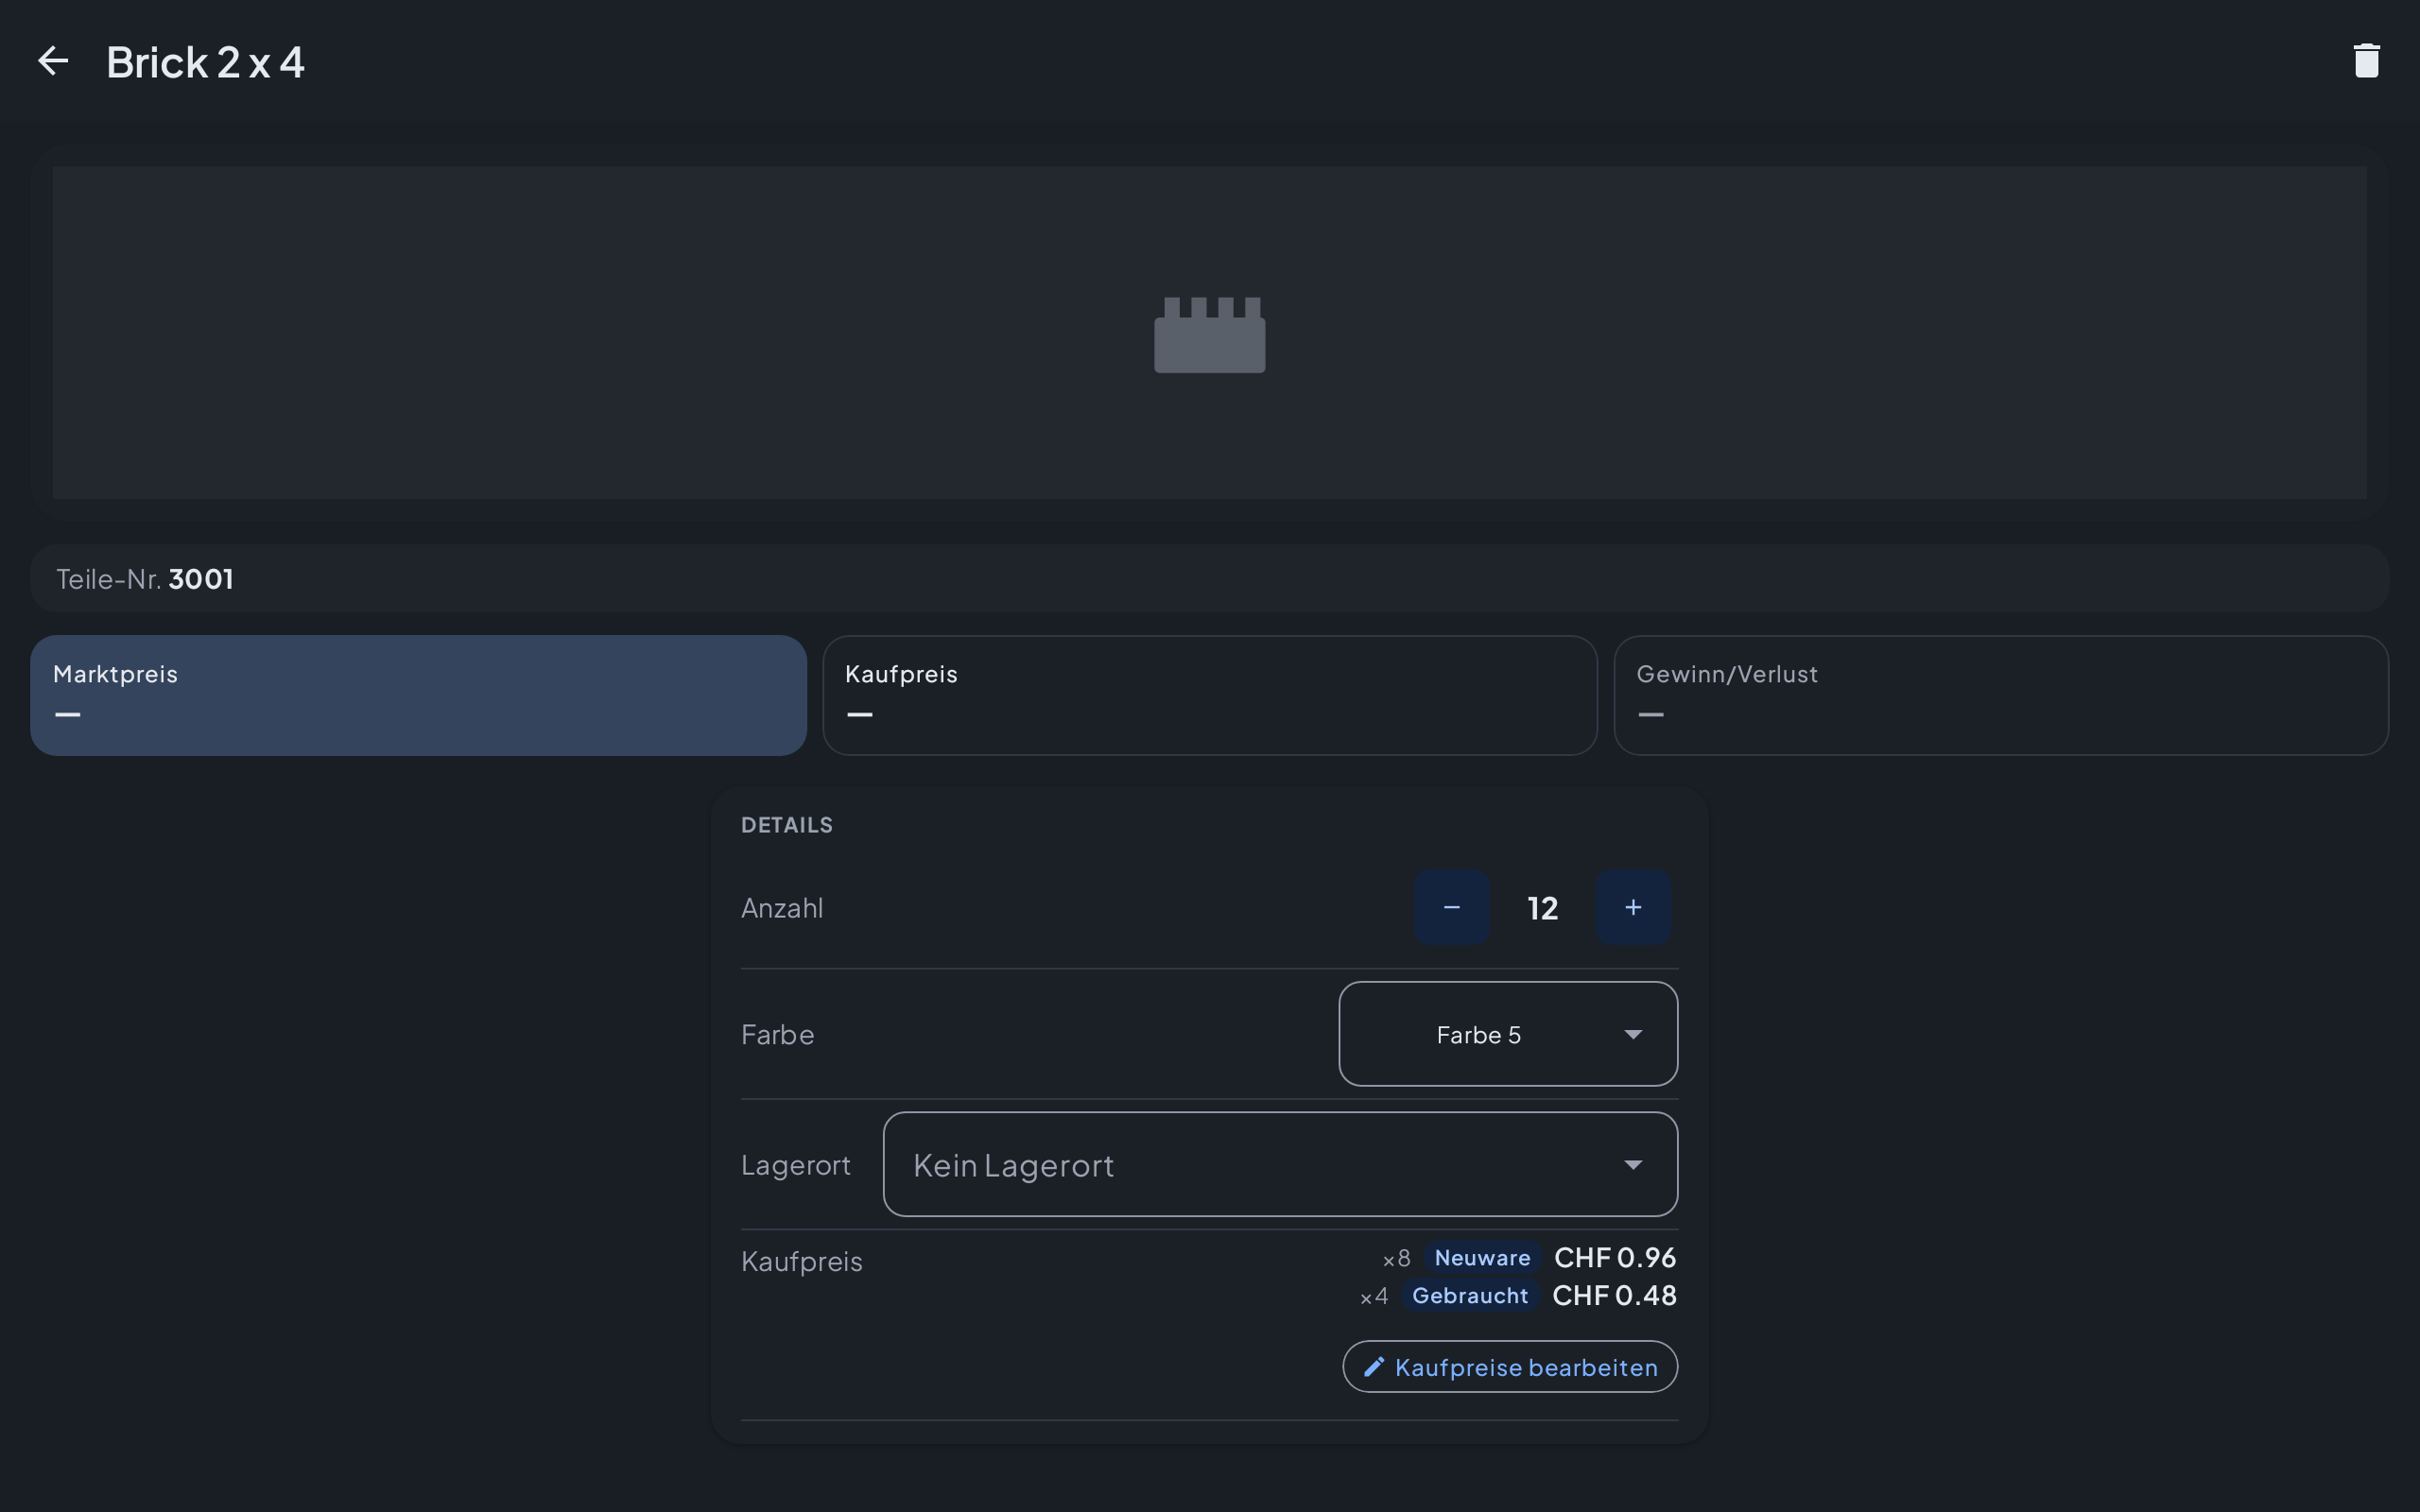 Brick 2 x 4
Teile-Nr. 3001
Marktpreis
—
Kaufpreis
—
Gewinn/Verlust
—
DETAILS
Anzahl
− 12 +
Farbe
Farbe 5
Lagerort
Kein Lagerort
Kaufpreis
×8 Neuware CHF 0.96
×4 Gebraucht CHF 0.48
Kaufpreise bearbeiten